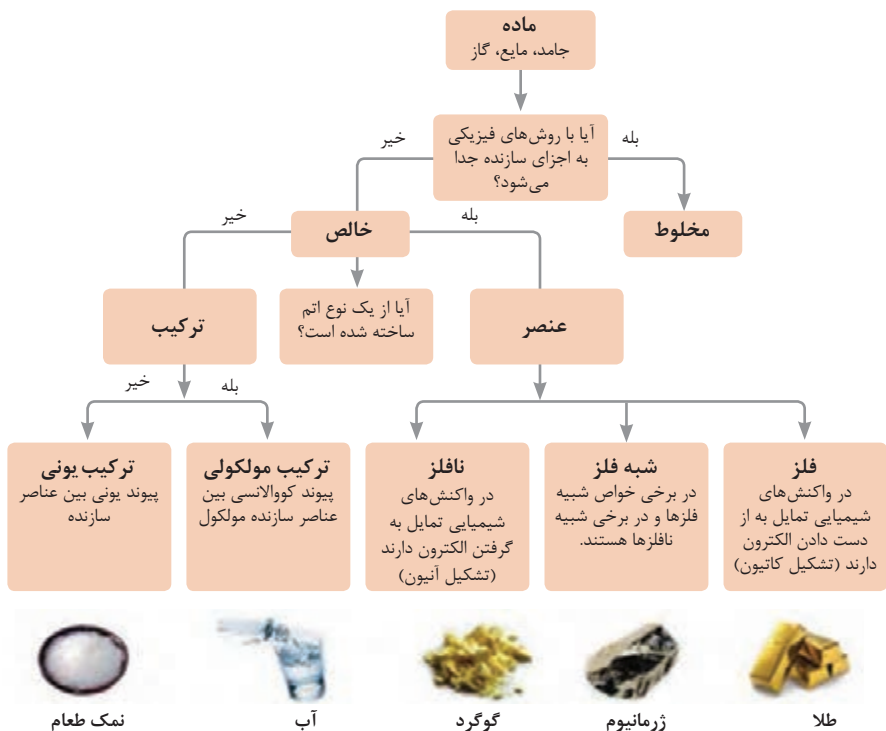 ماده
جامد، مایع، گاز
آیا با روش‌های فیزیکی
به اجزای سازنده جدا
می‌شود؟
بله
خیر
مخلوط
خالص
بله
خیر
آیا از یک نوع اتم
ساخته شده است؟
عنصر
ترکیب
بله
خیر
فلز
در واکنش‌های
شیمیایی تمایل به از
دست دادن الکترون
دارند (تشکیل کاتیون)
شبه فلز
در برخی خواص شبیه
فلزها و در برخی شبیه
نافلزها هستند.
نافلز
در واکنش‌های
شیمیایی تمایل به
گرفتن الکترون دارند
(تشکیل آنیون)
ترکیب مولکولی
پیوند کووالانسی بین
عناصر سازنده مولکول
ترکیب یونی
پیوند یونی بین عناصر
سازنده
طلا
ژرمانیوم
گوگرد
آب
نمک طعام